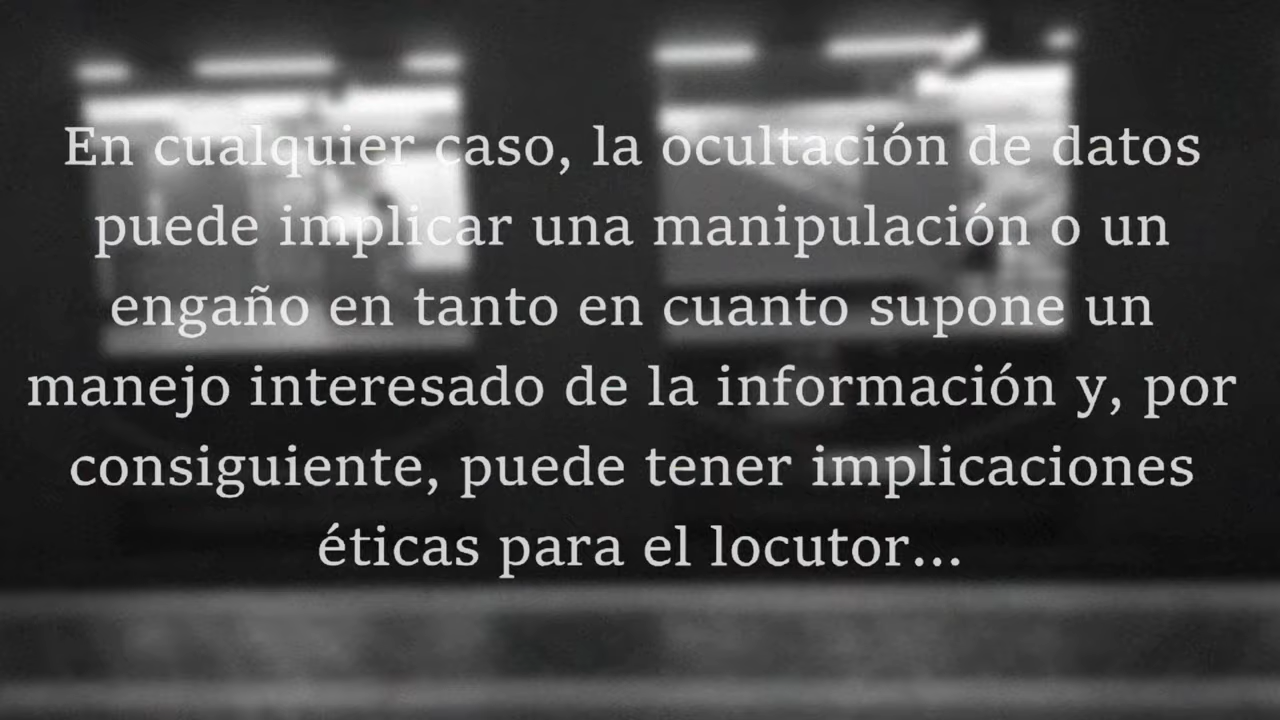 En cualquier caso, la ocultación de datos
puede implicar una manipulación o un
engaño en tanto en cuanto supone un
manejo interesado de la información y, por
consiguiente, puede tener implicaciones
éticas para el locutor...